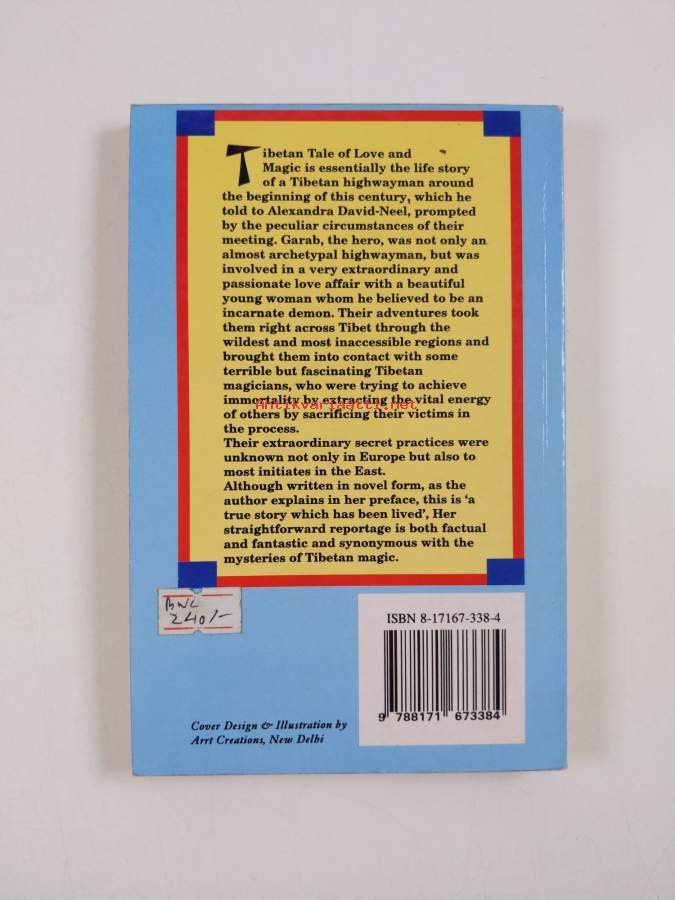 Tibetan Tale of Love and
Magic is essentially the life story
of a Tibetan highwayman around
the beginning of this century, which he
told to Alexandra David-Neel, prompted
by the peculiar circumstances of their
meeting. Garab, the hero, was not only an
almost archetypal highwayman, but was
involved in a very extraordinary and
passionate love affair with a beautiful
young woman whom he believed to be an
incarnate demon. Their adventures took
them right across Tibet through the
wildest and most inaccessible regions and
brought them into contact with some
terrible but fascinating Tibetan
magicians, who were trying to achieve
immortality by extracting the vital energy
Antikvariaatti.net
of others by sacrificing their victims in
the process.
Their extraordinary secret practices were
unknown not only in Europe but also to
most initiates in the East.
Although written in novel form, as the
author explains in her preface, this is ‘a
true story which has been lived’, Her
straightforward reportage is both factual
and fantastic and synonymous with the
mysteries of Tibetan magic.
240/-
ISBN 8-17167-338-4
9 788171 673384
Cover Design & Illustration by
Arrt Creations, New Delhi